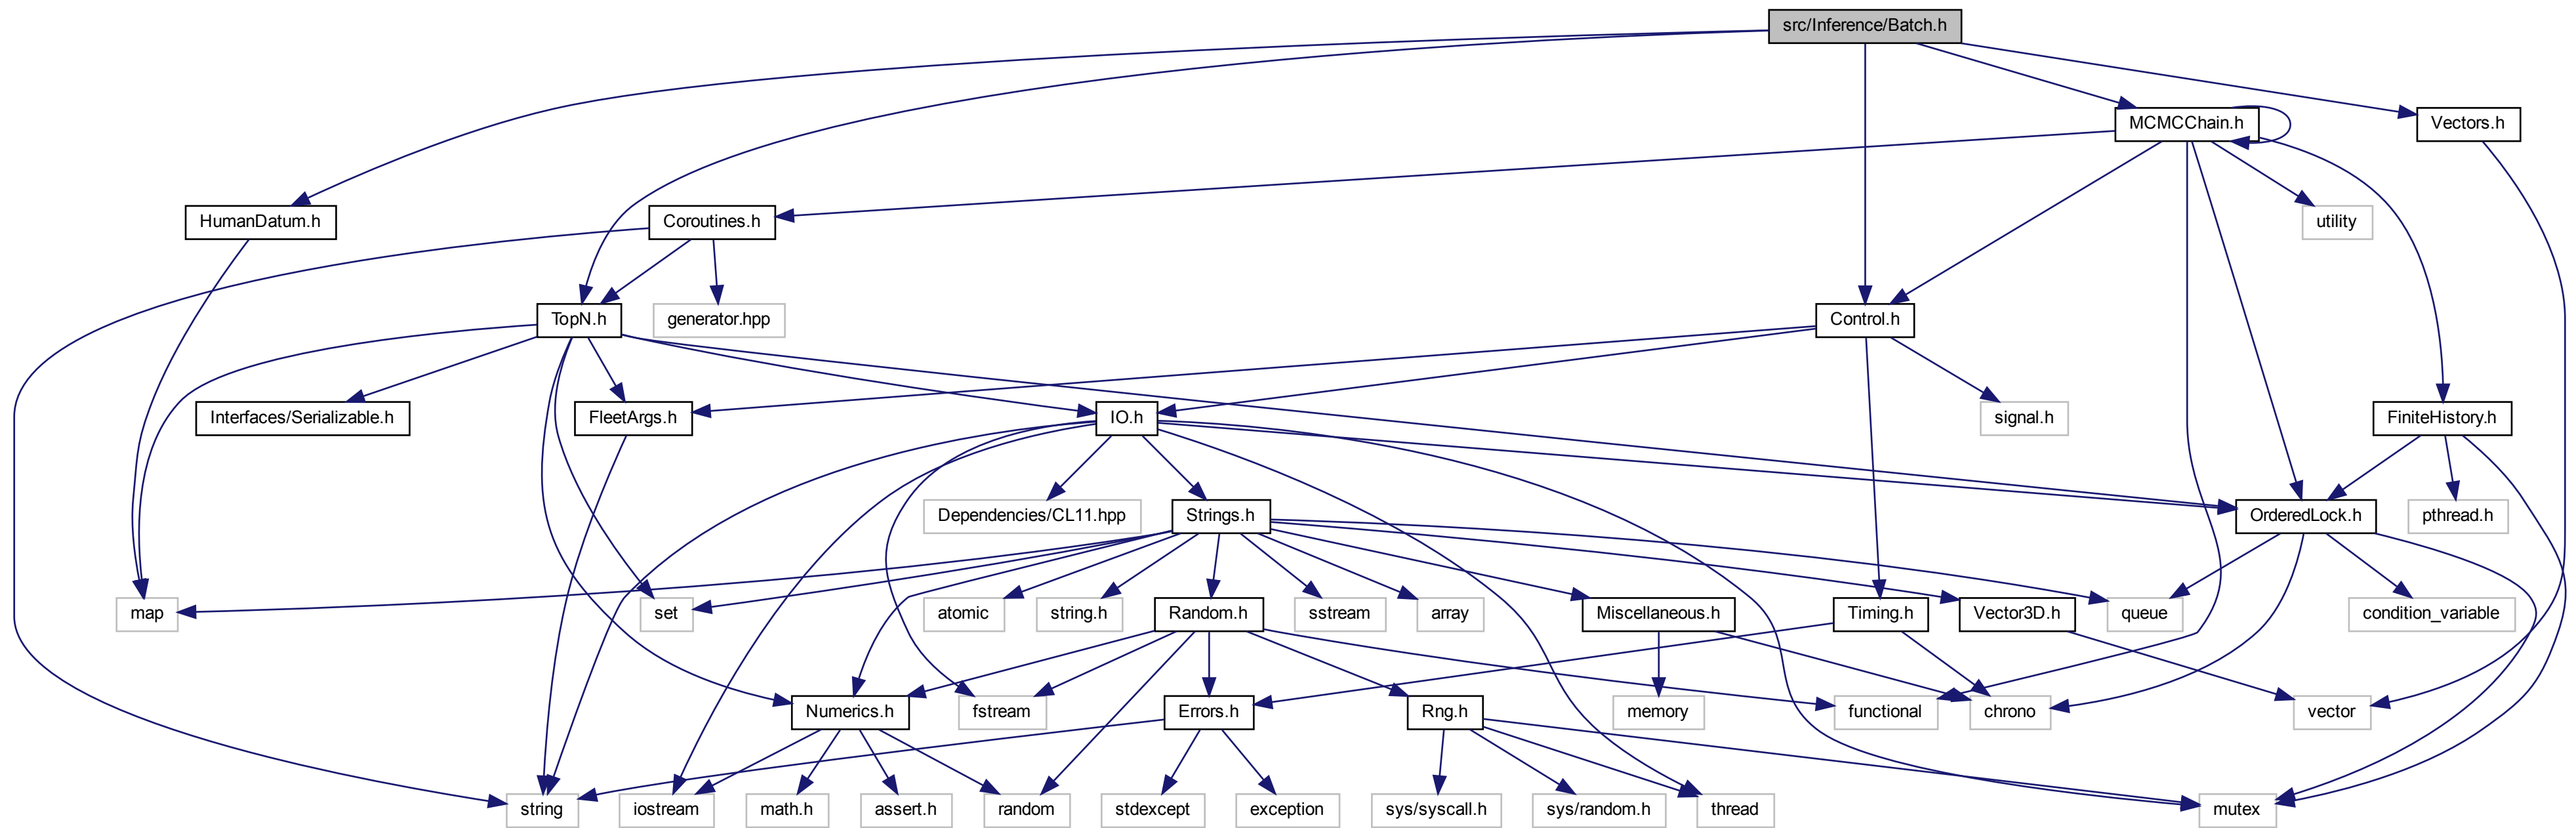 src/Inference/Batch.h
MCMCChain.h
Vectors.h
HumanDatum.h
Coroutines.h
utility
TopN.h
generator.hpp
Control.h
Interfaces/Serializable.h
FleetArgs.h
IO.h
signal.h
FiniteHistory.h
Dependencies/CL11.hpp
Strings.h
OrderedLock.h
pthread.h
map
set
atomic
string.h
Random.h
sstream
array
Miscellaneous.h
Timing.h
Vector3D.h
queue
condition_variable
Numerics.h
fstream
Errors.h
Rng.h
memory
functional
chrono
vector
string
iostream
math.h
assert.h
random
stdexcept
exception
sys/syscall.h
sys/random.h
thread
mutex